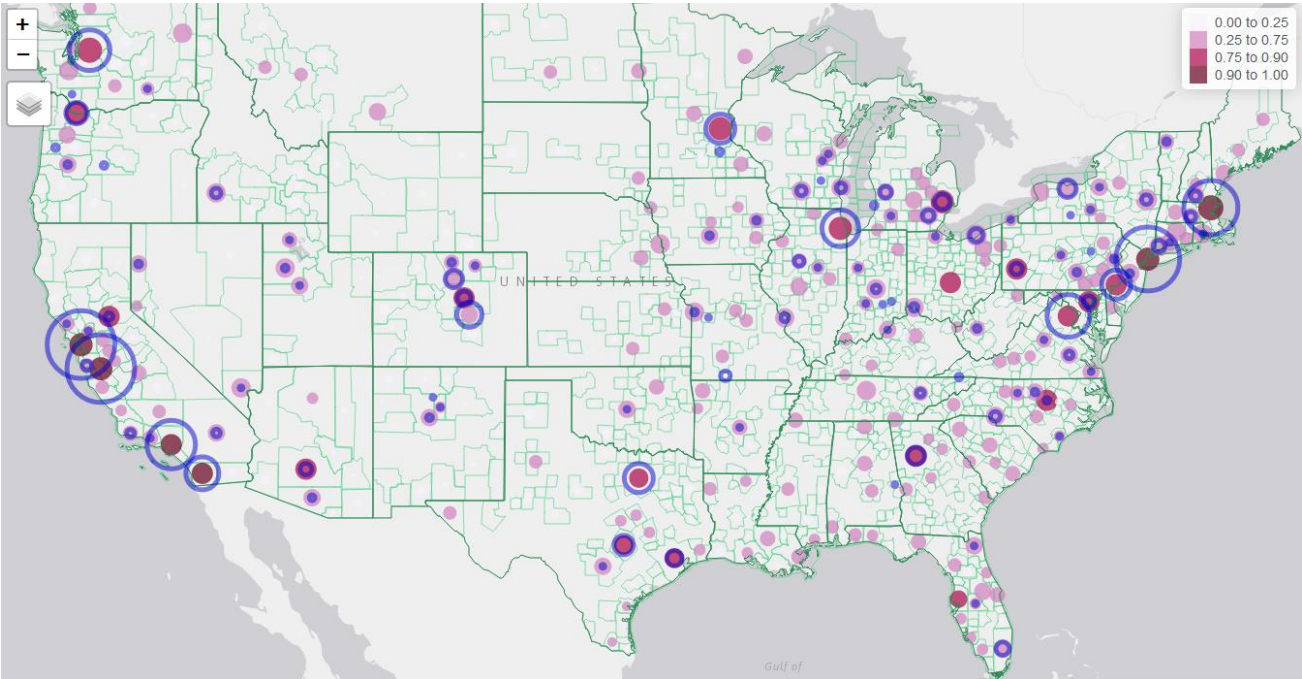 +
−
0.00 to 0.25
0.25 to 0.75
0.75 to 0.90
0.90 to 1.00
UNITED STATES
Gulf of